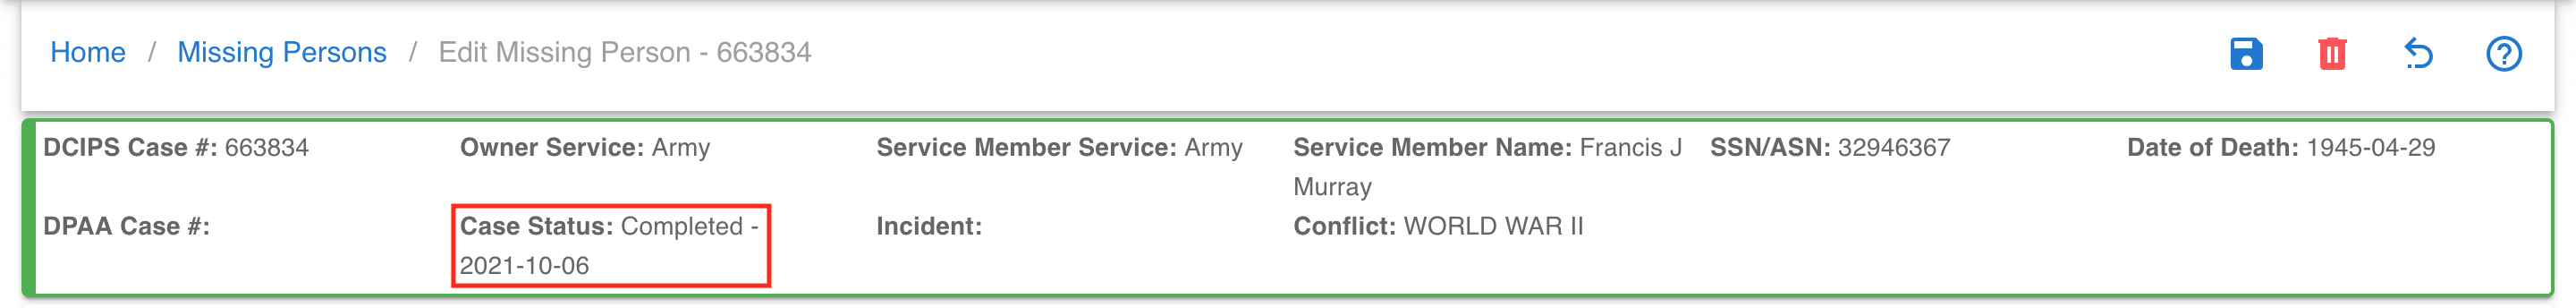 Home / Missing Persons / Edit Missing Person - 663834
DCIPS Case #: 663834
Owner Service: Army
Service Member Service: Army
Service Member Name: Francis J
Murray
SSN/ASN: 32946367
Date of Death: 1945-04-29
DPAA Case #:
Case Status: Completed -
2021-10-06
Incident:
Conflict: WORLD WAR II